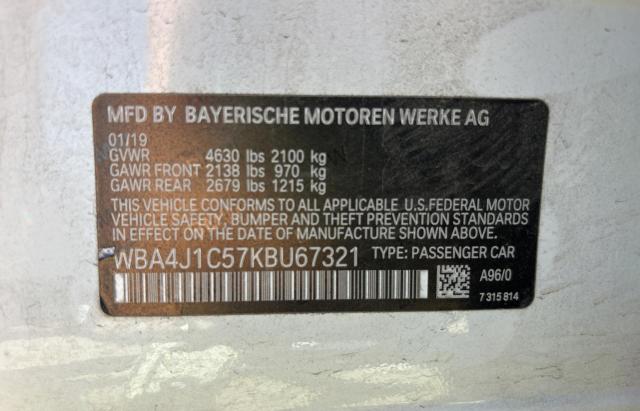 MFD BY BAYERISCHE MOTOREN WERKE AG
01/19
GVWR 4630 lbs 2100 kg
GAWR FRONT 2138 lbs 970 kg
GAWR REAR 2679 lbs 1215 kg
THIS VEHICLE CONFORMS TO ALL APPLICABLE U.S.FEDERAL MOTOR
VEHICLE SAFETY, BUMPER AND THEFT PREVENTION STANDARDS
IN EFFECT ON THE DATE OF MANUFACTURE SHOWN ABOVE.
WBA4J1C57KBU67321 TYPE: PASSENGER CAR
A96/0
7 315 814